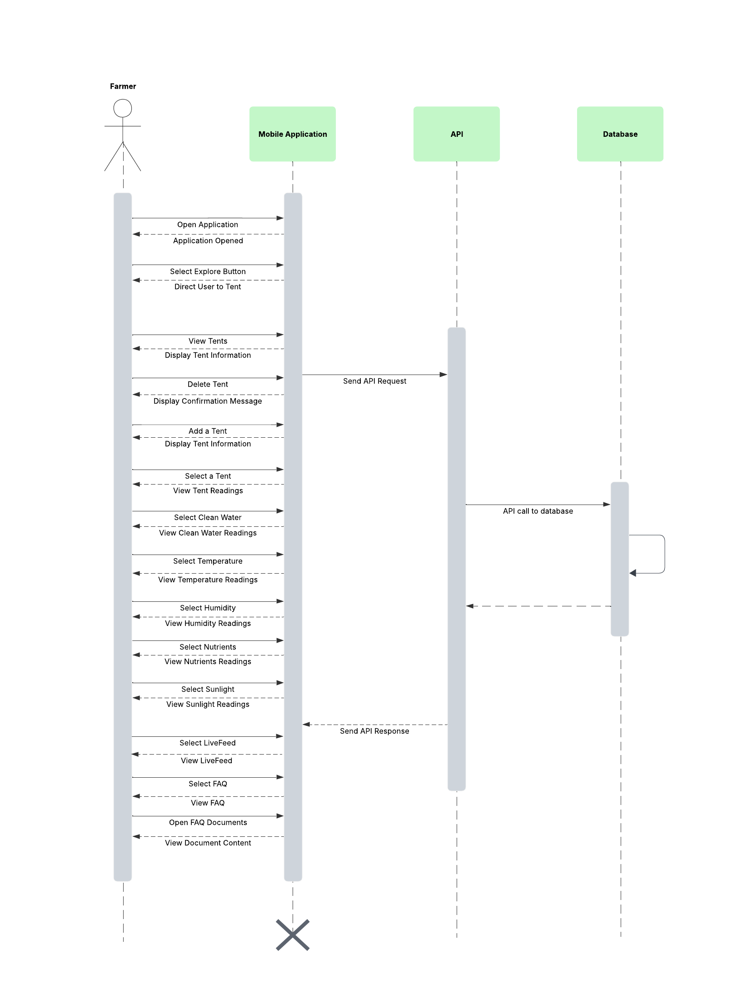 Farmer
Mobile Application
API
Database
Open Application
Application Opened
Select Explore Button
Direct User to Tent
View Tents
Display Tent Information
Send API Request
Delete Tent
Display Confirmation Message
Add a Tent
Display Tent Information
Select a Tent
View Tent Readings
API call to database
Select Clean Water
View Clean Water Readings
Select Temperature
View Temperature Readings
Select Humidity
View Humidity Readings
Select Nutrients
View Nutrients Readings
Select Sunlight
View Sunlight Readings
Send API Response
Select LiveFeed
View LiveFeed
Select FAQ
View FAQ
Open FAQ Documents
View Document Content